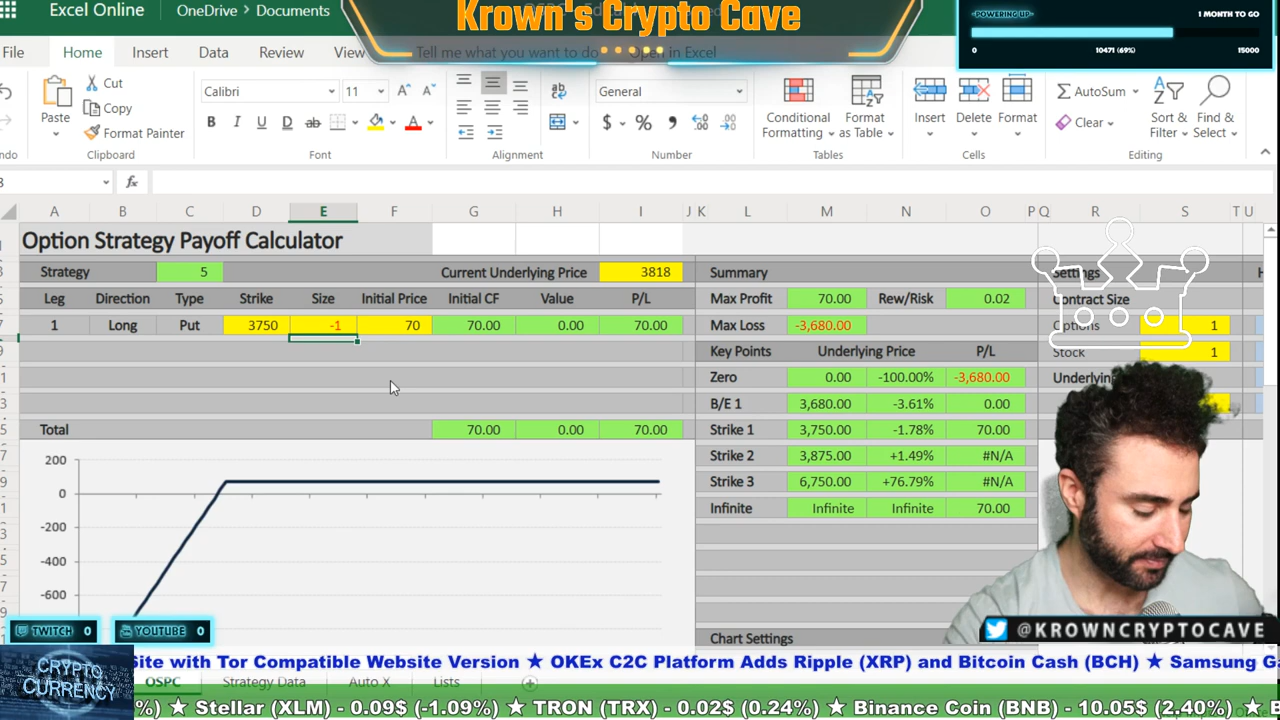 Excel Online
OneDrive > Documents
Krown's Crypto Cave
POWERING UP
1 MONTH TO GO
0 10471 (69%) 15000
File Home Insert Data Review View Tell me what you want to do Open in Excel
Cut
Copy
Format Painter
Paste
Calibri 11
B I U D ab
General
$ % ,
Conditional Formatting
Format as Table
Insert Delete Format
AutoSum
Clear
Sort & Filter
Find & Select
Clipboard Font Alignment Number Tables Cells Editing
fx
A B C D E F G H I J K L M N O P Q R S T U
Option Strategy Payoff Calculator
Strategy 5 Current Underlying Price 3818 Summary Settings
Leg Direction Type Strike Size Initial Price Initial CF Value P/L Max Profit 70.00 Rew/Risk 0.02 Contract Size
1 Long Put 3750 -1 70 70.00 0.00 70.00 Max Loss -3,680.00 Options 1
Key Points Underlying Price P/L Stock 1
Zero 0.00 -100.00% -3,680.00 Underlying
B/E 1 3,680.00 -3.61% 0.00
Total 70.00 0.00 70.00 Strike 1 3,750.00 -1.78% 70.00
Strike 2 3,875.00 +1.49% #N/A
Strike 3 6,750.00 +76.79% #N/A
Infinite Infinite Infinite 70.00
200
0
-200
-400
-600
Chart Settings
TWITCH 0
YOUTUBE 0
@KROWNCRYPTOCAVE
CRYPTO CURRENCY
Site with Tor Compatible Website Version ★ OKEx C2C Platform Adds Ripple (XRP) and Bitcoin Cash (BCH) ★ Samsung
OSPC Strategy Data Auto X Lists
%) ★ Stellar (XLM) - 0.09$ (-1.09%) ★ TRON (TRX) - 0.02$ (0.24%) ★ Binance Coin (BNB) - 10.05$ (2,40%) ★